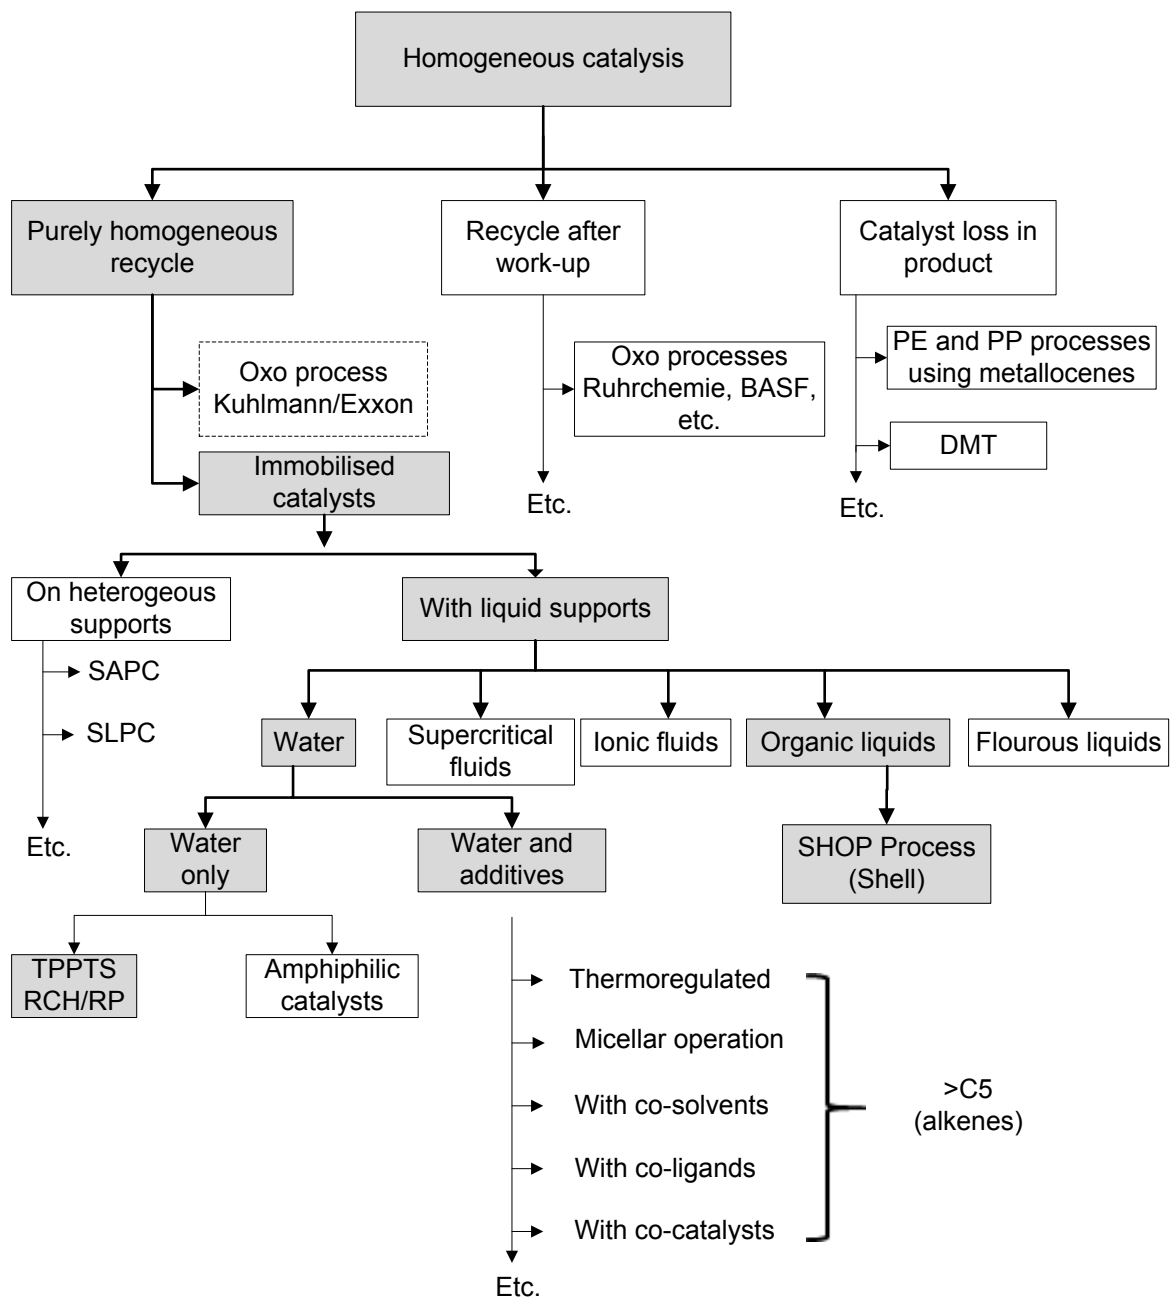 Homogeneous catalysis
Purely homogeneous
recycle
Recycle after
work-up
Catalyst loss in
product
Oxo process
Kuhlmann/Exxon
Oxo processes
Ruhrchemie, BASF,
etc.
PE and PP processes
using metallocenes
DMT
Immobilised
catalysts
Etc.
Etc.
On heterogeous
supports
With liquid supports
SAPC
SLPC
Etc.
Water
Supercritical
fluids
Ionic fluids
Organic liquids
Flourous liquids
Water
only
Water and
additives
SHOP Process
(Shell)
TPPTS
RCH/RP
Amphiphilic
catalysts
Thermoregulated
Micellar operation
With co-solvents
With co-ligands
With co-catalysts
Etc.
>C5
(alkenes)